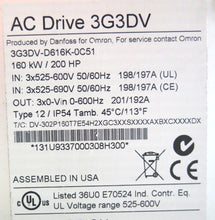 AC Drive 3G3DV
Produced by Danfoss for Omron, For service contact Omron
3G3DV-D616K-0C51
160 kW / 200 HP
IN: 3x525-600V 50/60Hz 198/197A (UL)
IN: 3x525-690V 50/60Hz 198/197A (CE)
OUT: 3x0-Vin 0-600Hz 201/192A
Type 12 / IP54 Tamb. 45°C/113°F
*131U9337000308H300*
ASSEMBLED IN USA
Listed 36U0 E70524 Ind. Contr. Eq.
UL Voltage range 525-600V